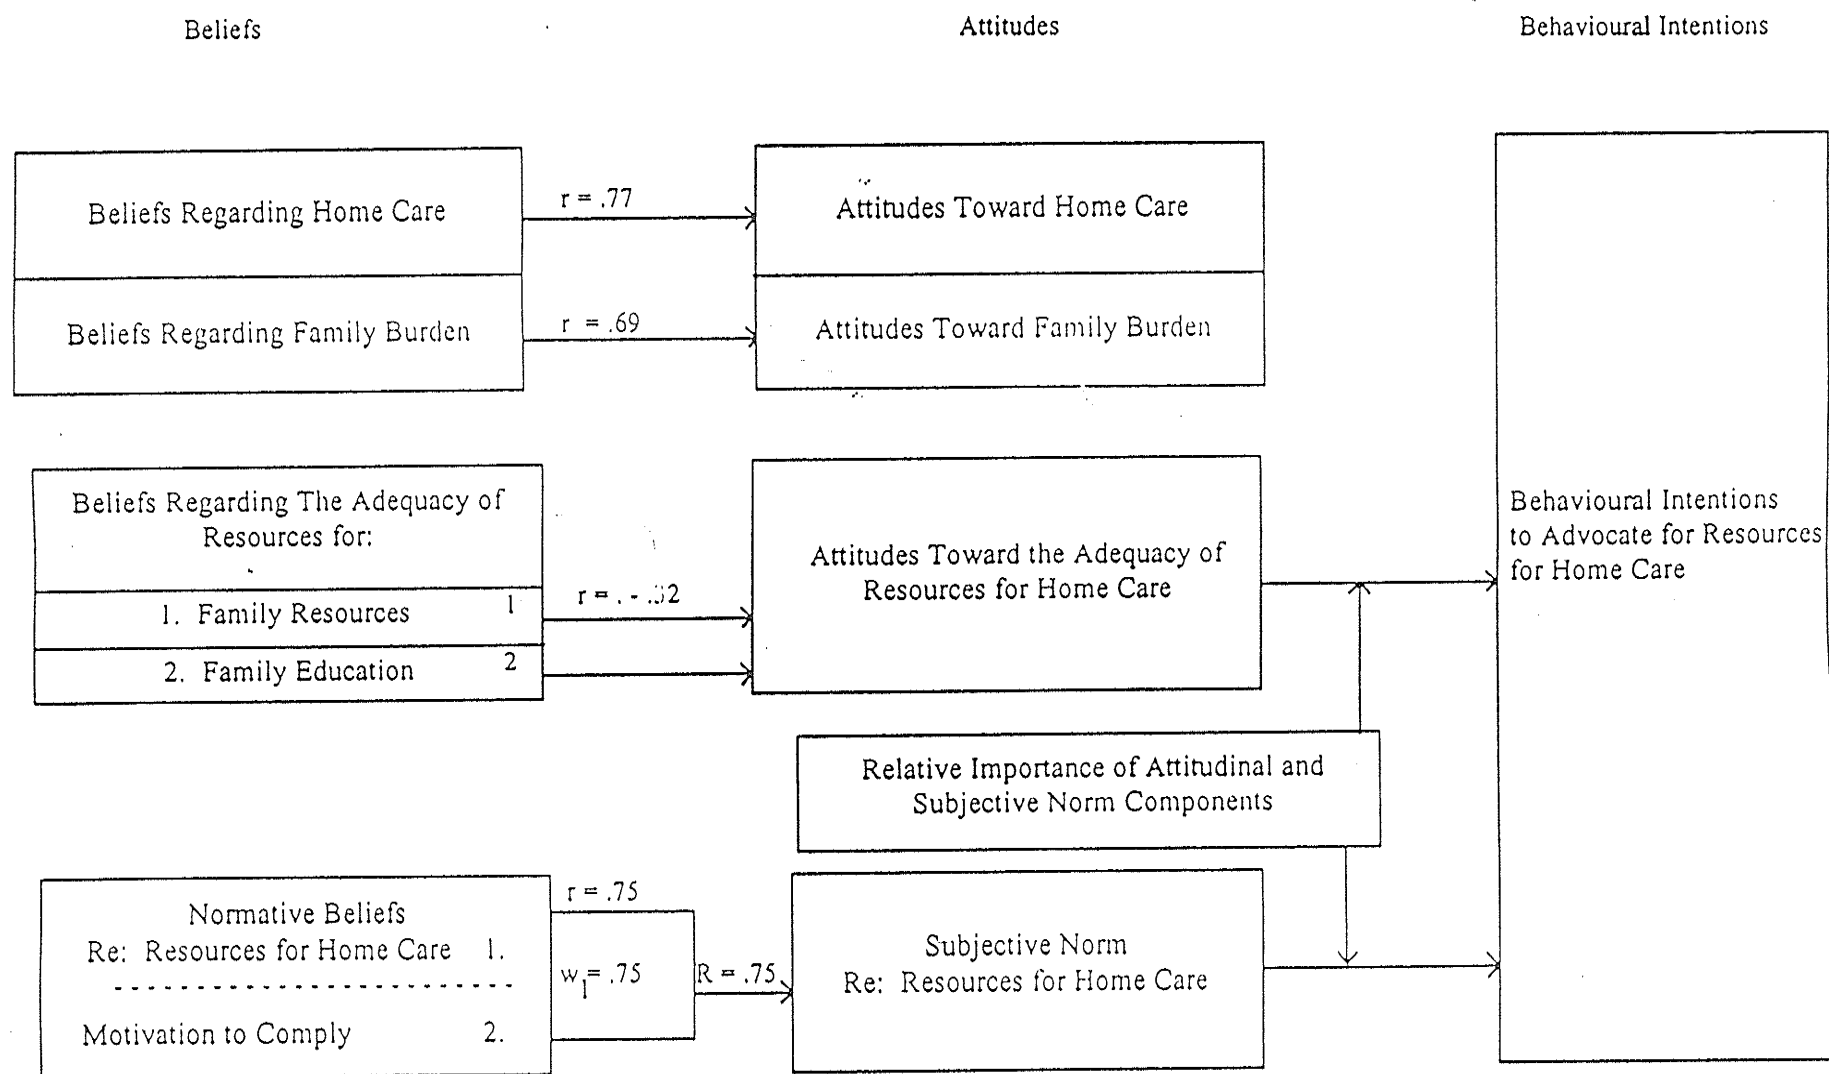 Beliefs Attitudes Behavioural Intentions
Beliefs Regarding Home Care
r = .77
Attitudes Toward Home Care
Beliefs Regarding Family Burden
r = .69
Attitudes Toward Family Burden
Beliefs Regarding The Adequacy of
Resources for:
1. Family Resources 1
2. Family Education 2
r = . -
Attitudes Toward the Adequacy of
Resources for Home Care
Behavioural Intentions
to Advocate for Resources
for Home Care
Relative Importance of Attitudinal and
Subjective Norm Components
Normative Beliefs
Re: Resources for Home Care 1.
Motivation to Comply 2.
r = .75
w1= .75
R = .75
Subjective Norm
Re: Resources for Home Care